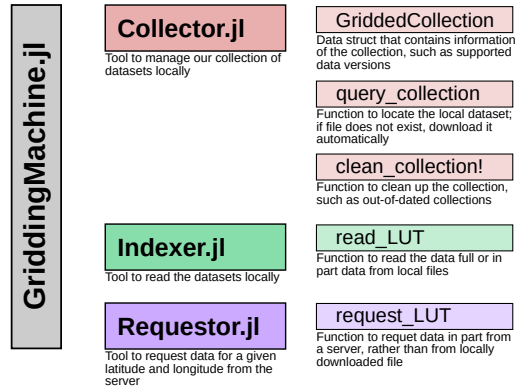 GriddingMachine.jl
Collector.jl
Tool to manage our collection of
datasets locally
GriddedCollection
Data struct that contains information
of the collection, such as supported
data versions
query_collection
Function to locate the local dataset;
if file does not exist, download it
automatically
clean_collection!
Function to clean up the collection,
such as out-of-dated collections
Indexer.jl
Tool to read the datasets locally
read_LUT
Function to read the data full or in
part data from local files
Requestor.jl
Tool to request data for a given
latitude and longitude from the
server
request_LUT
Function to requet data in part from
a server, rather than from locally
downloaded file